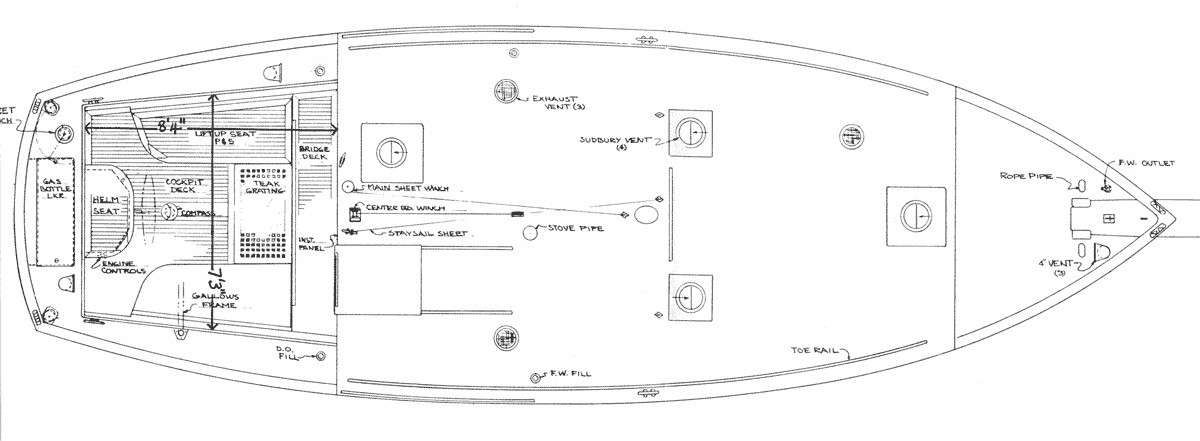 F.W. OUTLET
ROPE PIPE
4" VENT
(3)
TOE RAIL
SUDBURY VENT
(4)
EXHAUST
VENT (3)
STOVE PIPE
F.W. FILL
MAIN SHEET WINCH
CENTER BD. WINCH
STAYSAIL SHEET
BRIDGE
DECK
INST.
PANEL
D.O.
FILL
LIFT UP SEAT
P & S
TEAK
GRATING
8'4"
7'3"
COCKPIT
DECK
COMPASS
GALLOWS
FRAME
HELM
SEAT
ENGINE
CONTROLS
GAS
BOTTLE
LKR
ET
CH.